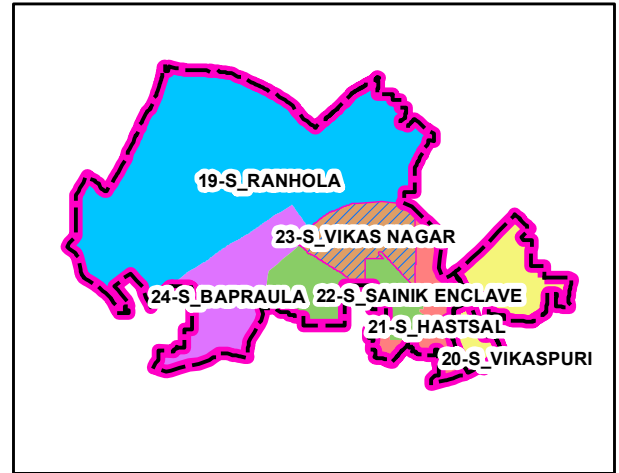 19-S_RANHOLA
23-S_VIKAS NAGAR
24-S_BAPRAULA
22-S_SAINIK ENCLAVE
21-S_HASTSAL
20-S_VIKASPURI